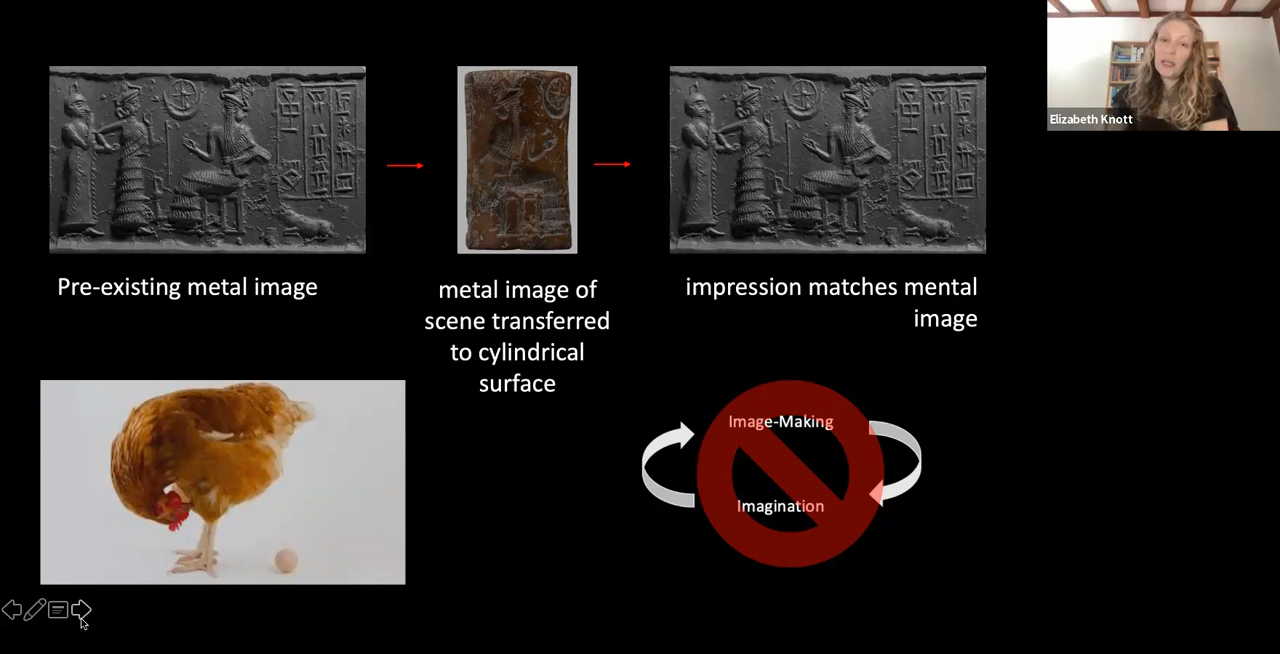 Elizabeth Knott
Pre-existing metal image
metal image of
scene transferred
to cylindrical
surface
impression matches mental
image
Image-Making
Imagination